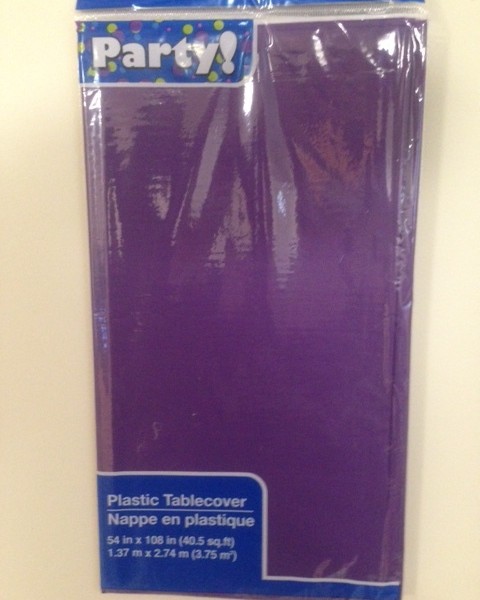 Party!
Plastic Tablecover
Nappe en plastique
54 in x 108 in (40.5 sq.ft)
1.37 m x 2.74 m (3.75 m²)